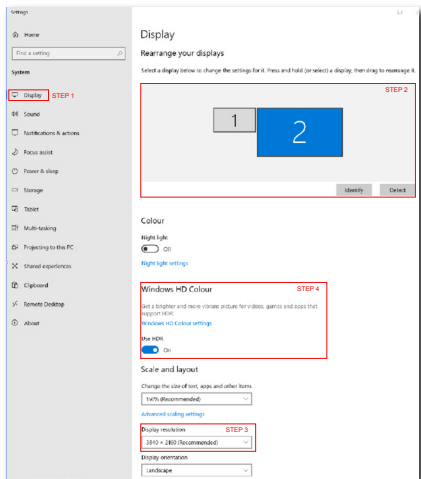 Settings
Home
Find a setting
System
Display STEP 1
Sound
Notifications & actions
Focus assist
Power & sleep
Storage
Tablet
Multi-tasking
Projecting to this PC
Shared experiences
Clipboard
Remote Desktop
About
Display
Rearrange your displays
Select a display below to change the settings for it. Press and hold (or select) a display, then drag to rearrange it.
STEP 2
1
2
Identify Detect
Colour
Night light
Off
Night light settings
Windows HD Colour STEP 4
Get a brighter and more vibrant picture for videos, games and apps that
support HDR.
Windows HD Colour settings
Use HDR
On
Scale and layout
Change the size of text, apps and other items
150% (Recommended)
Advanced scaling settings
Display resolution STEP 3
3840 × 2160 (Recommended)
Display orientation
Landscape